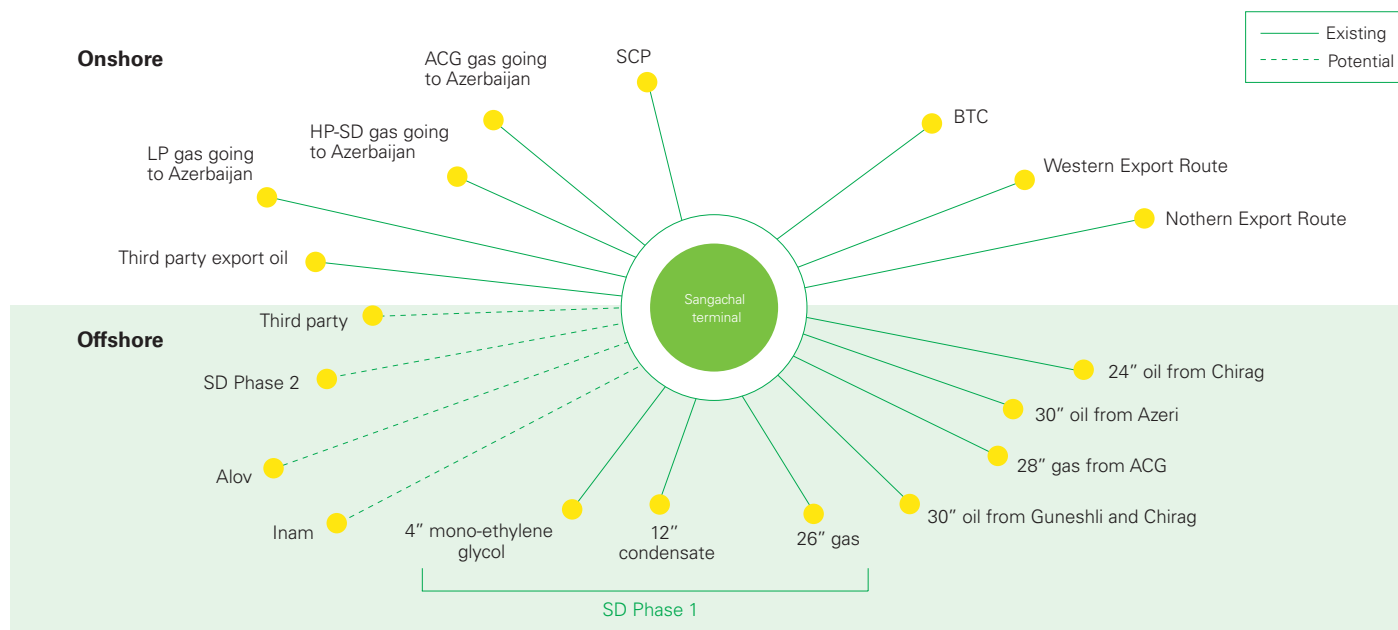 Onshore
Existing
Potential
SCP
ACG gas going
to Azerbaijan
HP-SD gas going
to Azerbaijan
LP gas going
to Azerbaijan
Third party export oil
BTC
Western Export Route
Nothern Export Route
Sangachal
terminal
Offshore
Third party
SD Phase 2
Alov
Inam
4” mono-ethylene
glycol
12”
condensate
26” gas
SD Phase 1
24” oil from Chirag
30” oil from Azeri
28” gas from ACG
30” oil from Guneshli and Chirag